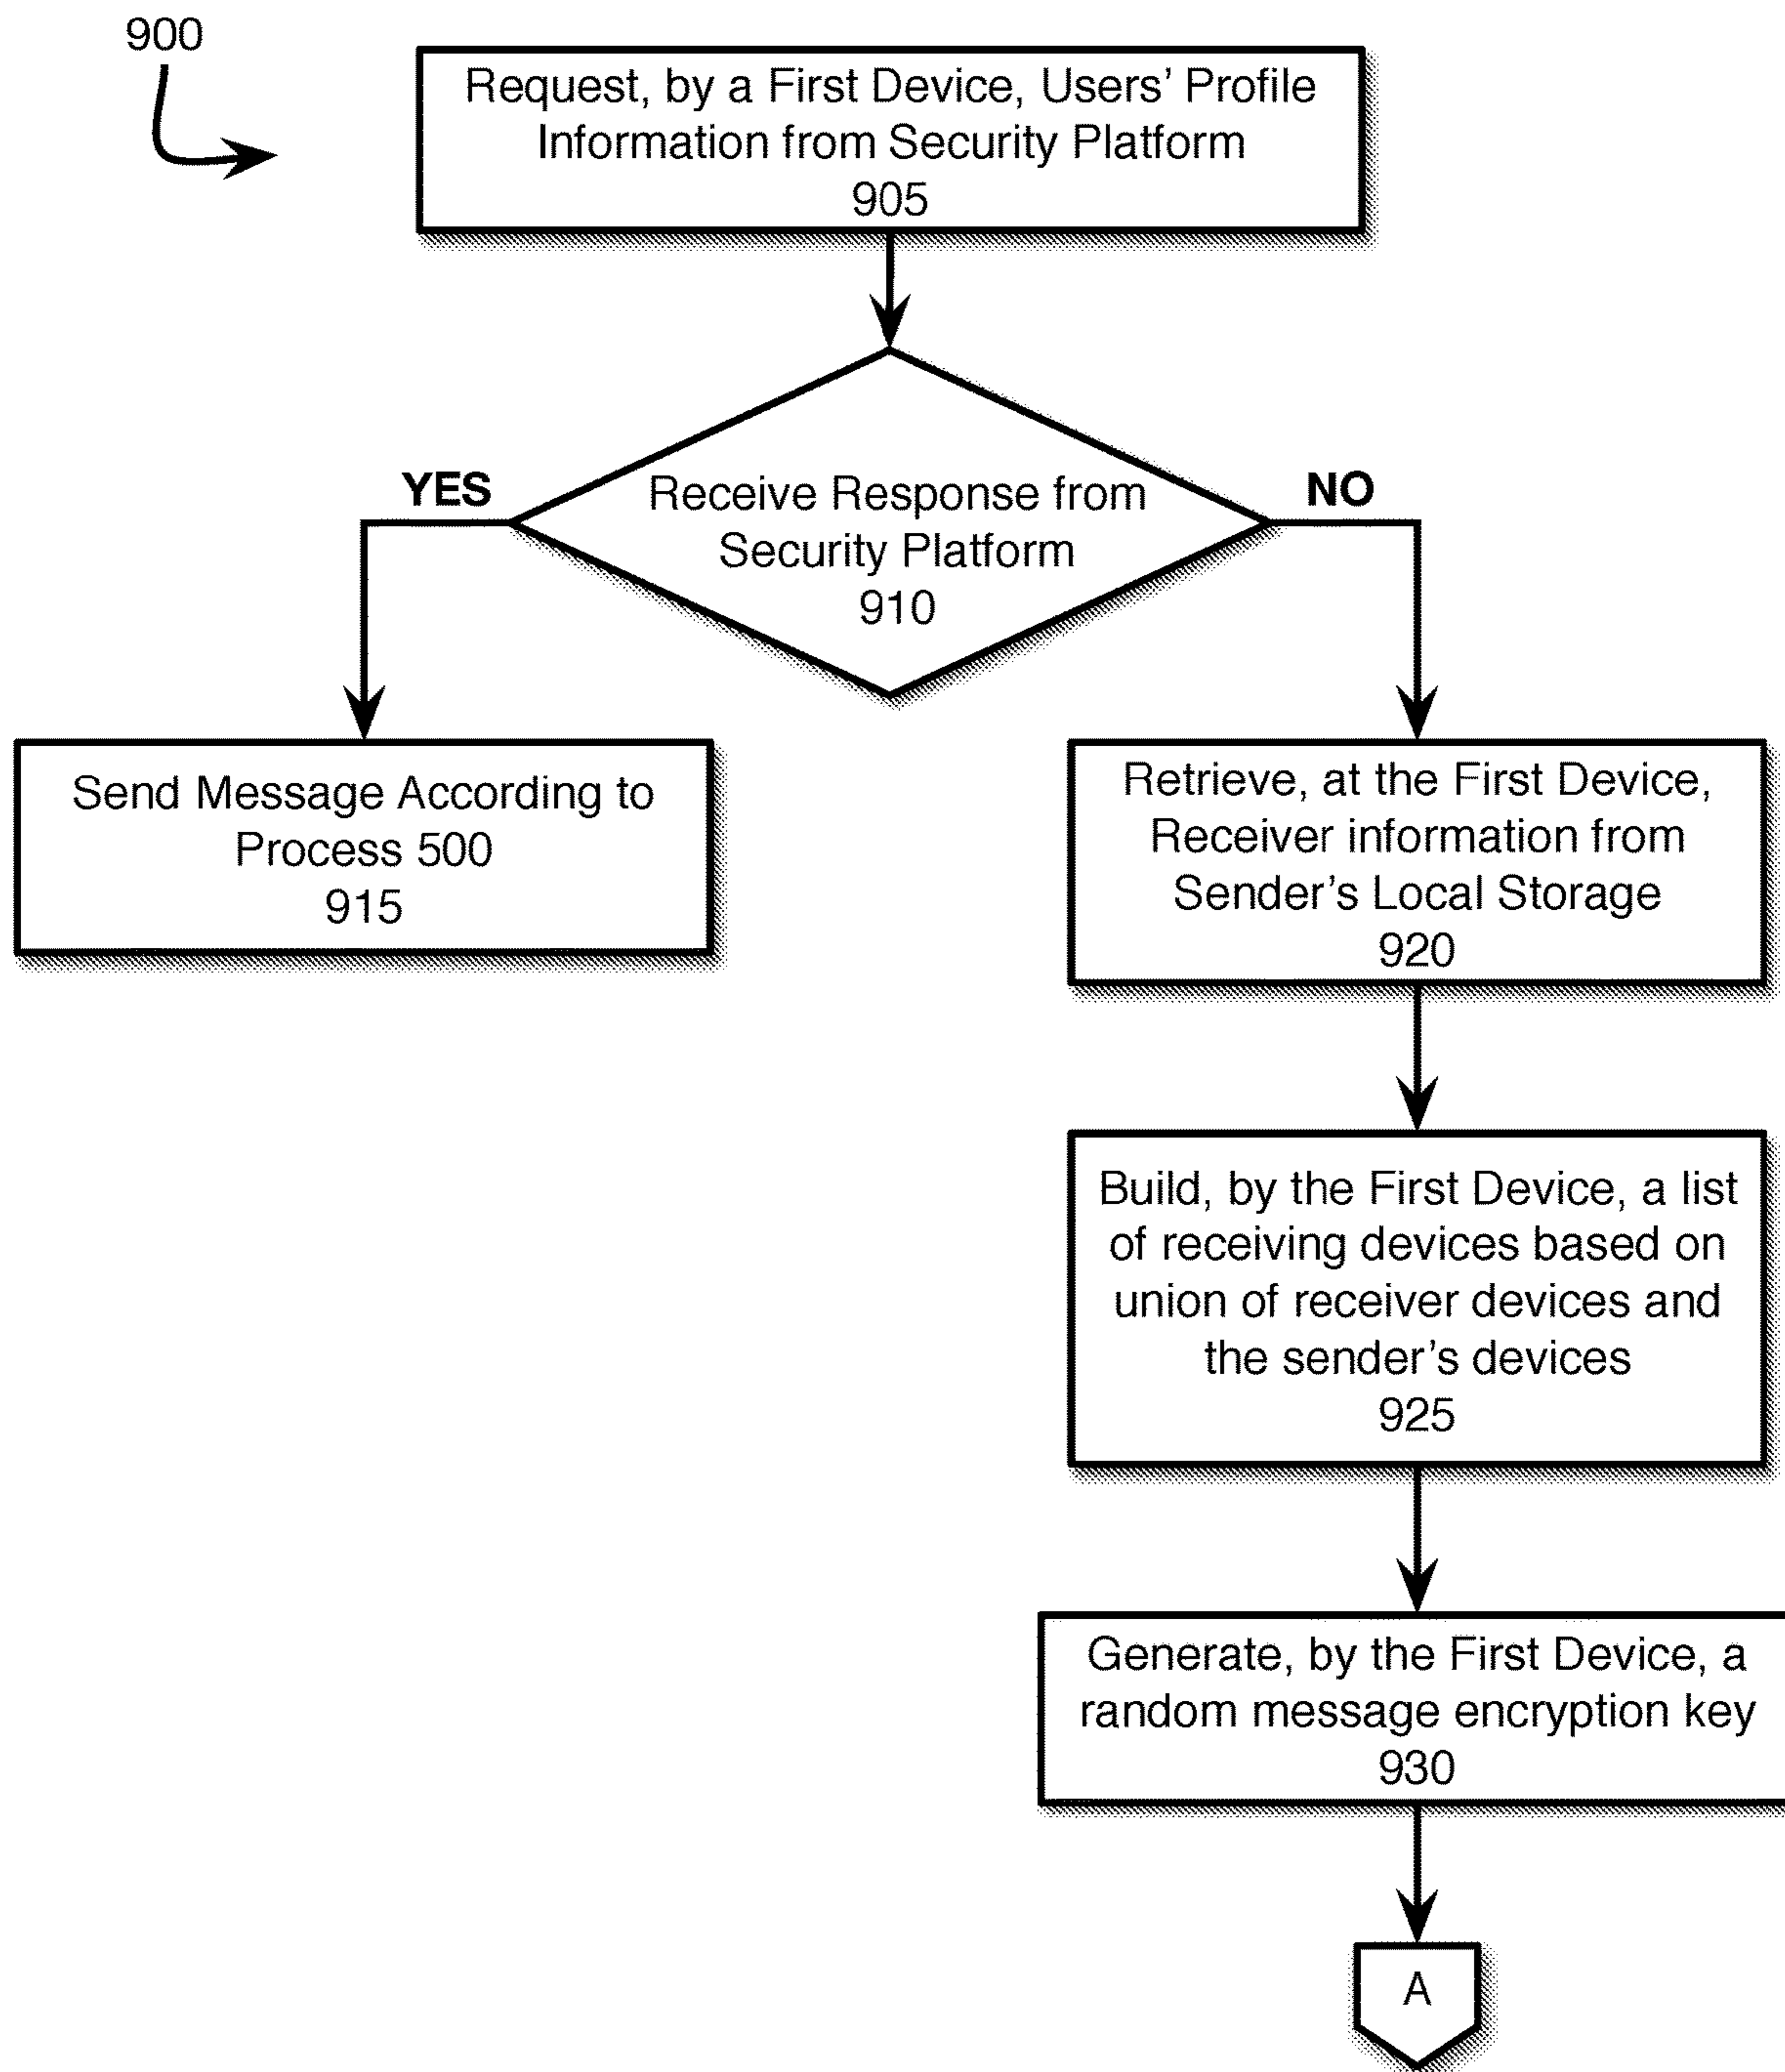 900
Request, by a First Device, Users' Profile
Information from Security Platform
905
YES
NO
Receive Response from
Security Platform
910
Send Message According to
Process 500
915
Retrieve, at the First Device,
Receiver information from
Sender's Local Storage
920
Build, by the First Device, a list
of receiving devices based on
union of receiver devices and
the sender's devices
925
Generate, by the First Device, a
random message encryption key
930
A